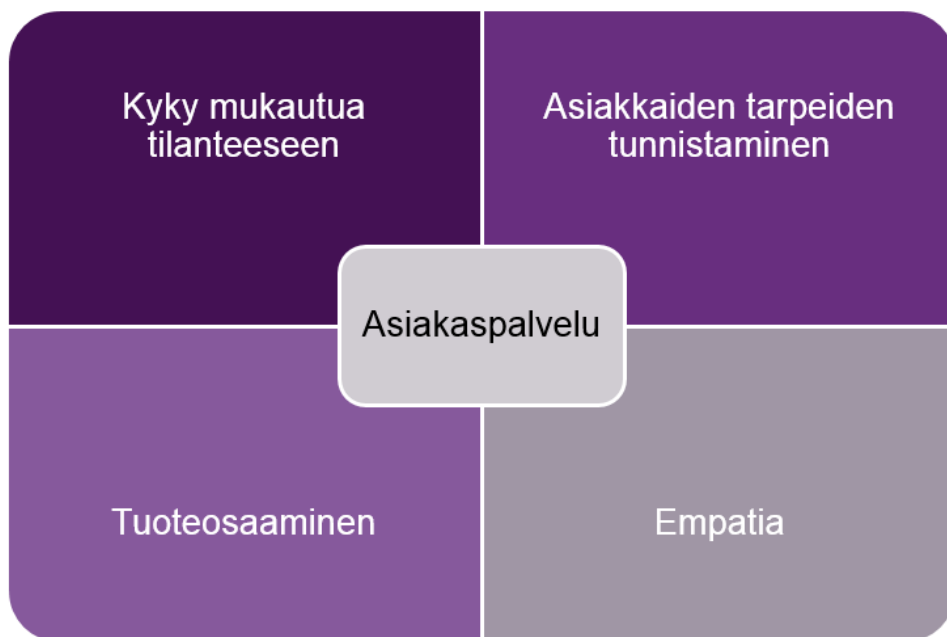 Kyky mukautua
tilanteeseen
Asiakkaiden tarpeiden
tunnistaminen
Asiakaspalvelu
Tuoteosaaminen
Empatia